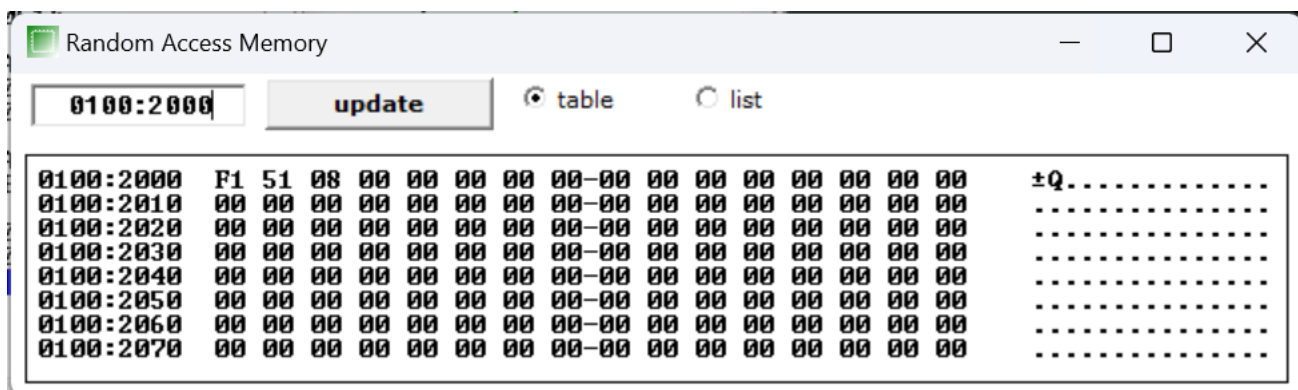 Random Access Memory
0100:2000 update table list
0100:2000 F1 51 08 00 00 00 00 00-00 00 00 00 00 00 00 00 ±Q..............
0100:2010 00 00 00 00 00 00 00 00-00 00 00 00 00 00 00 00 ................
0100:2020 00 00 00 00 00 00 00 00-00 00 00 00 00 00 00 00 ................
0100:2030 00 00 00 00 00 00 00 00-00 00 00 00 00 00 00 00 ................
0100:2040 00 00 00 00 00 00 00 00-00 00 00 00 00 00 00 00 ................
0100:2050 00 00 00 00 00 00 00 00-00 00 00 00 00 00 00 00 ................
0100:2060 00 00 00 00 00 00 00 00-00 00 00 00 00 00 00 00 ................
0100:2070 00 00 00 00 00 00 00 00-00 00 00 00 00 00 00 00 ................